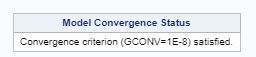 Model Convergence Status
Convergence criterion (GCONV=1E-8) satisfied.